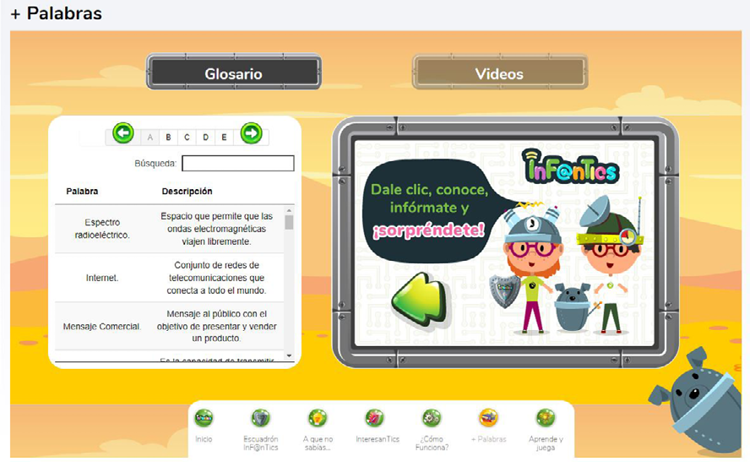 + Palabras
Glosario
Videos
A B C D E
Búsqueda:
Palabra Descripción
Espectro
radioeléctrico.
Espacio que permite que las
ondas electromagnéticas
viajen libremente.
Internet.
Conjunto de redes de
telecomunicaciones que
conecta a todo el mundo.
Mensaje Comercial.
Mensaje al público con el
objetivo de presentar y vender
un producto.
Es la capacidad de transmitir
InF@nTics
Dale clic, conoce,
infórmate y
¡sorpréndete!
Inicio
Escuadrón
InF@nTics
A que no
sabías...
InteresanTics
¿Cómo
Funciona?
+ Palabras
Aprende y
juega